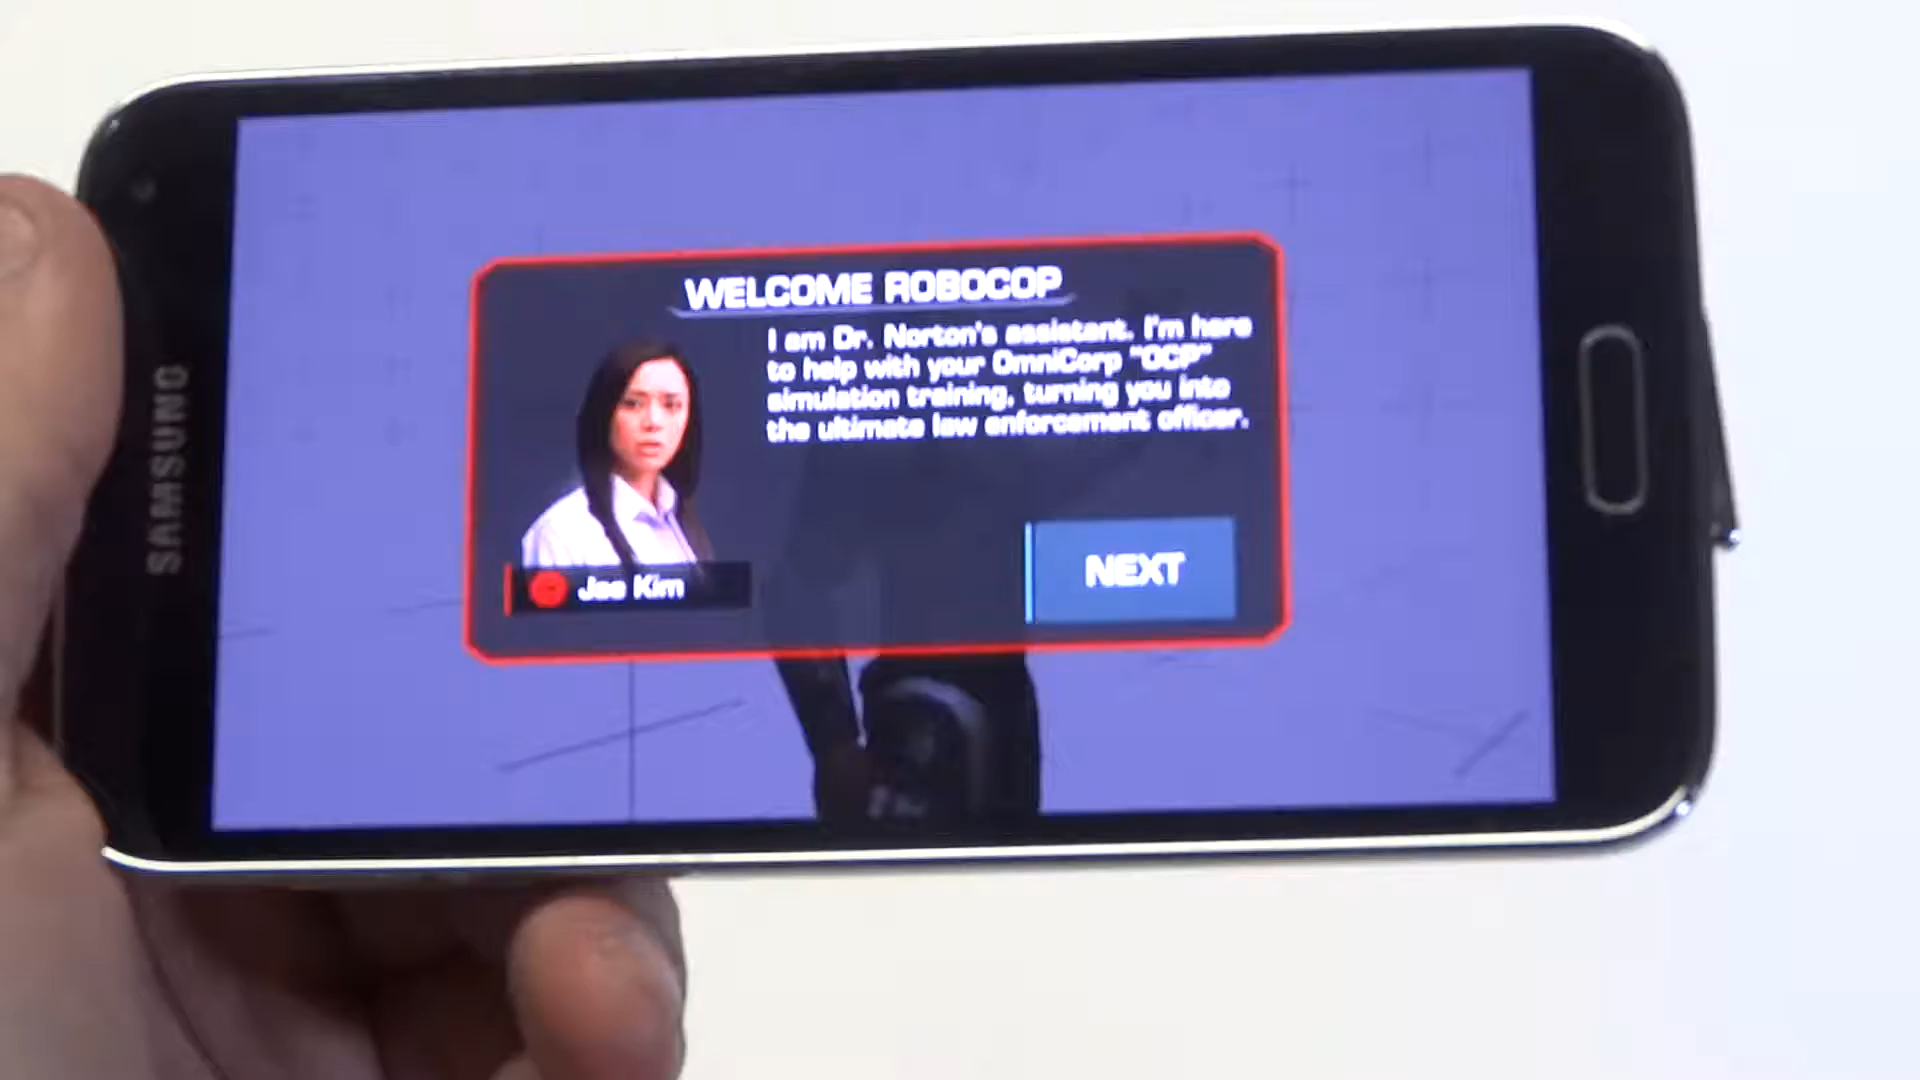 SAMSUNG
WELCOME ROBOCOP
I am Dr. Norton's assistant. I'm here
to help with your OmniCorp "OCP"
simulation training, turning you into
the ultimate law enforcement officer.
Jae Kim
NEXT